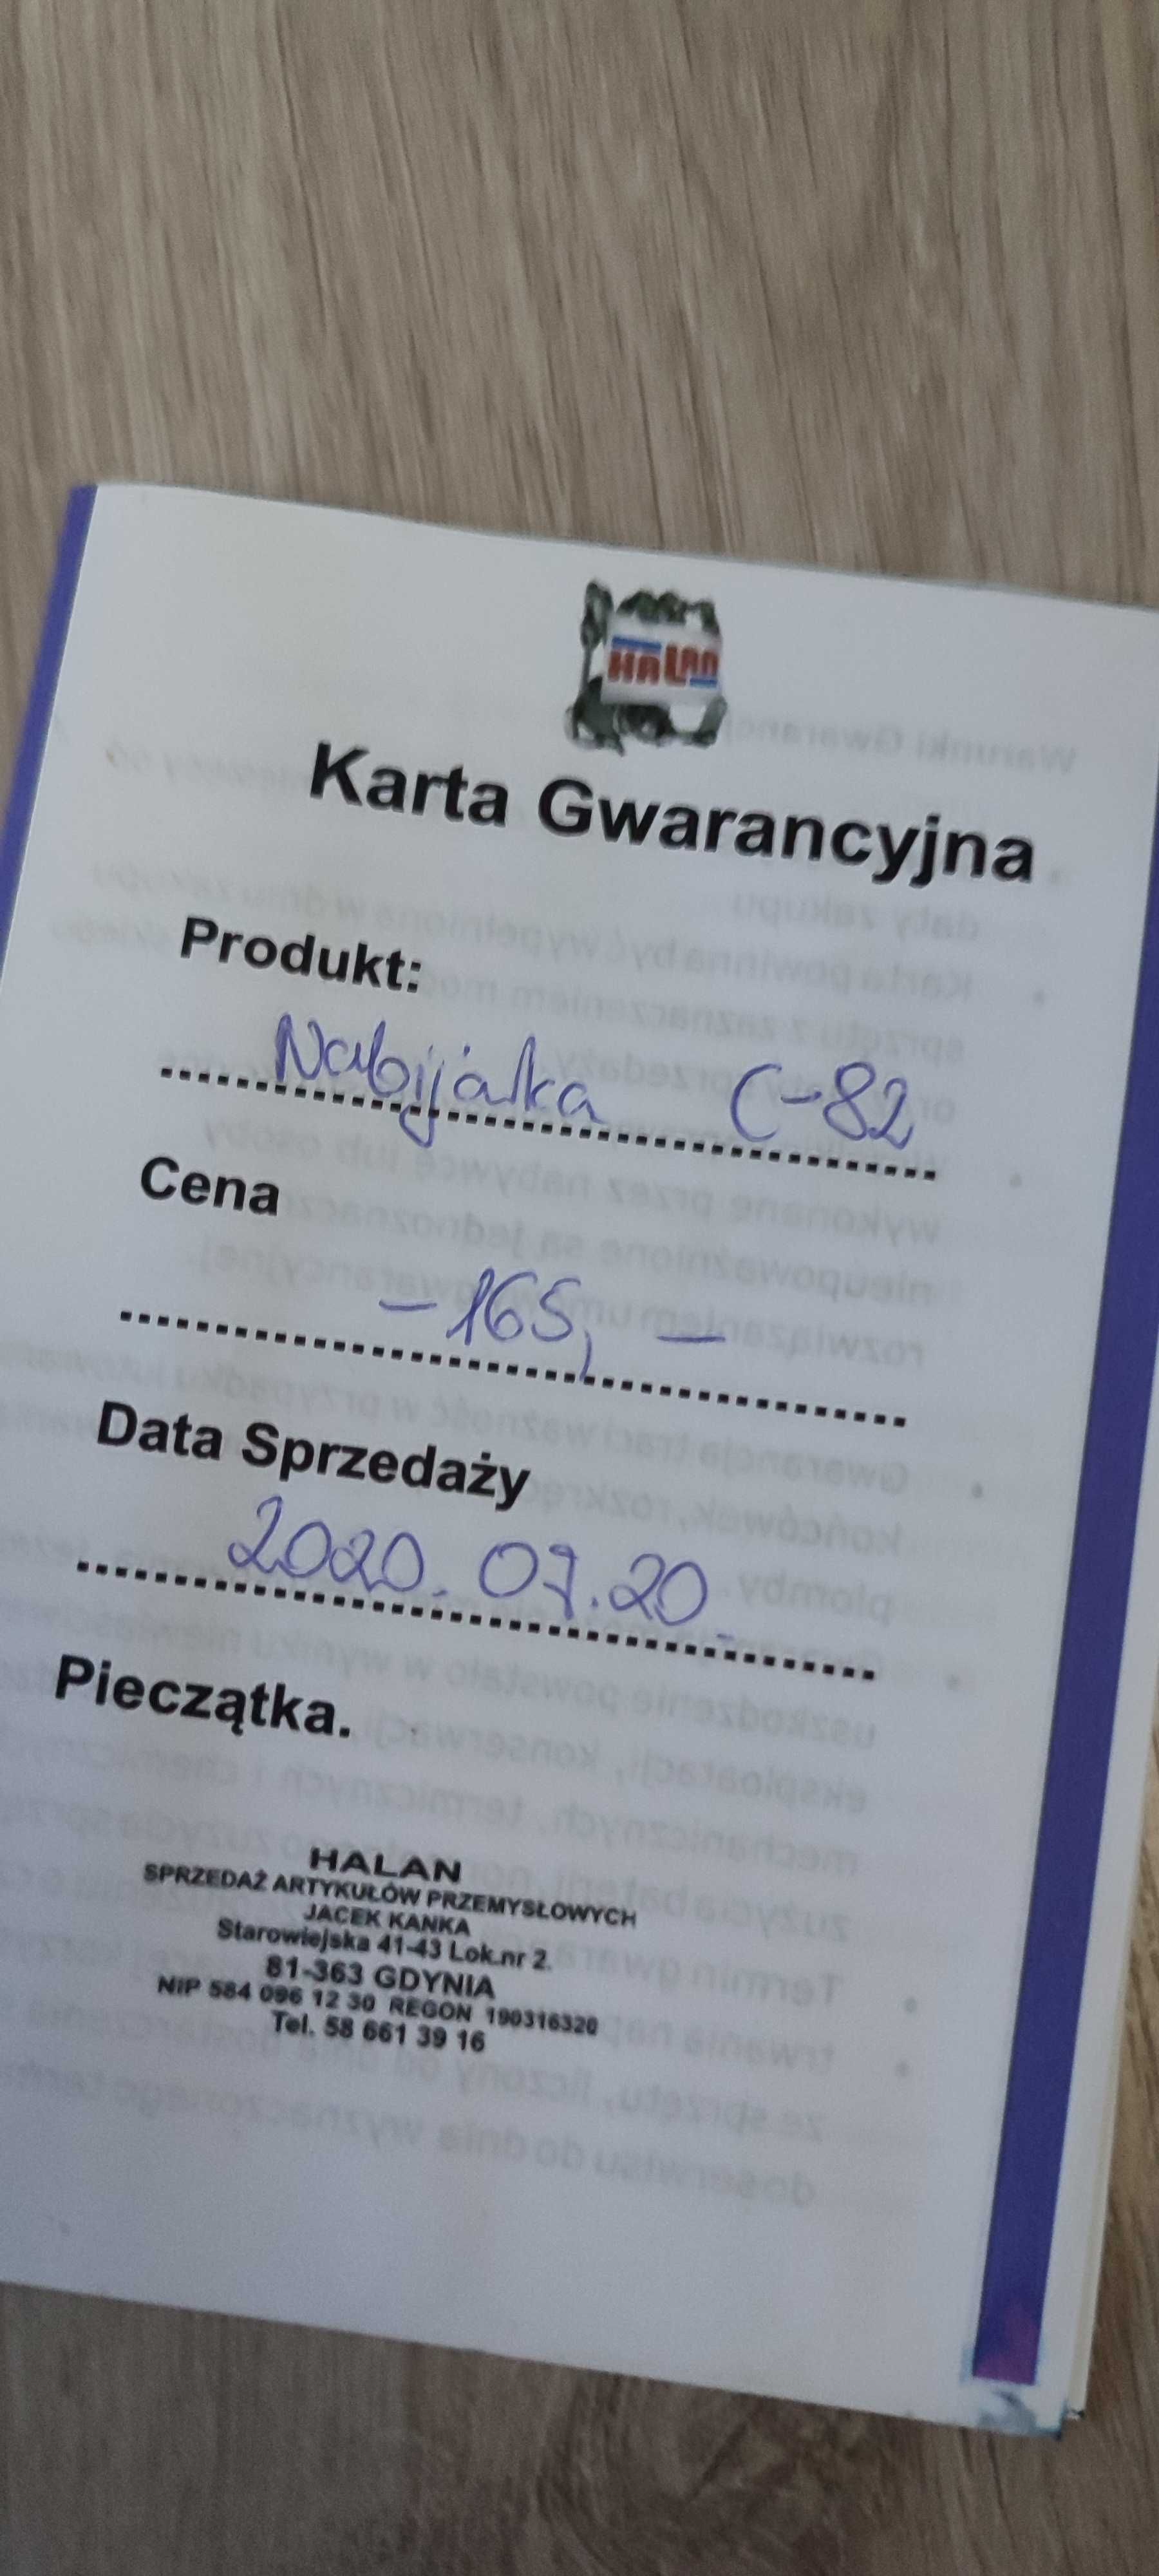 HALAN
Karta Gwarancyjna
Produkt:
Nabijarka C-82
Cena
-165,-
Data Sprzedaży
2020.07.20.
Pieczątka.
HALAN
SPRZEDAŻ ARTYKUŁÓW PRZEMYSŁOWYCH
JACEK KANKA
Starowiejska 41-43 Lok.nr 2.
81-363 GDYNIA
NIP 584 096 12 30 REGON 190316320
Tel. 58 661 39 16